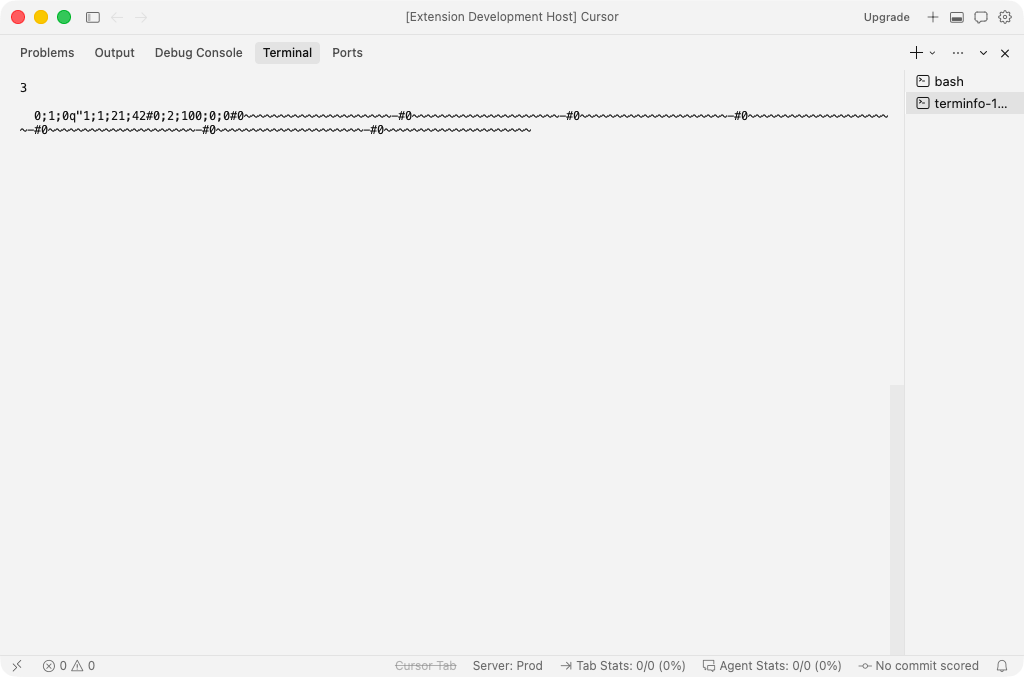 [Extension Development Host] Cursor
Upgrade
Problems Output Debug Console Terminal Ports
bash
terminfo-1...
3
0;1;0q"1;1;21;42#0;2;100;0;0#0~~~~~~~~~~~~~~~~~~~~~-#0~~~~~~~~~~~~~~~~~~~~~-#0~~~~~~~~~~~~~~~~~~~~~-#0~~~~~~~~~~~~~~~~~~~~
~-#0~~~~~~~~~~~~~~~~~~~~~-#0~~~~~~~~~~~~~~~~~~~~~-#0~~~~~~~~~~~~~~~~~~~~~
0 0 Cursor Tab Server: Prod Tab Stats: 0/0 (0%) Agent Stats: 0/0 (0%) No commit scored